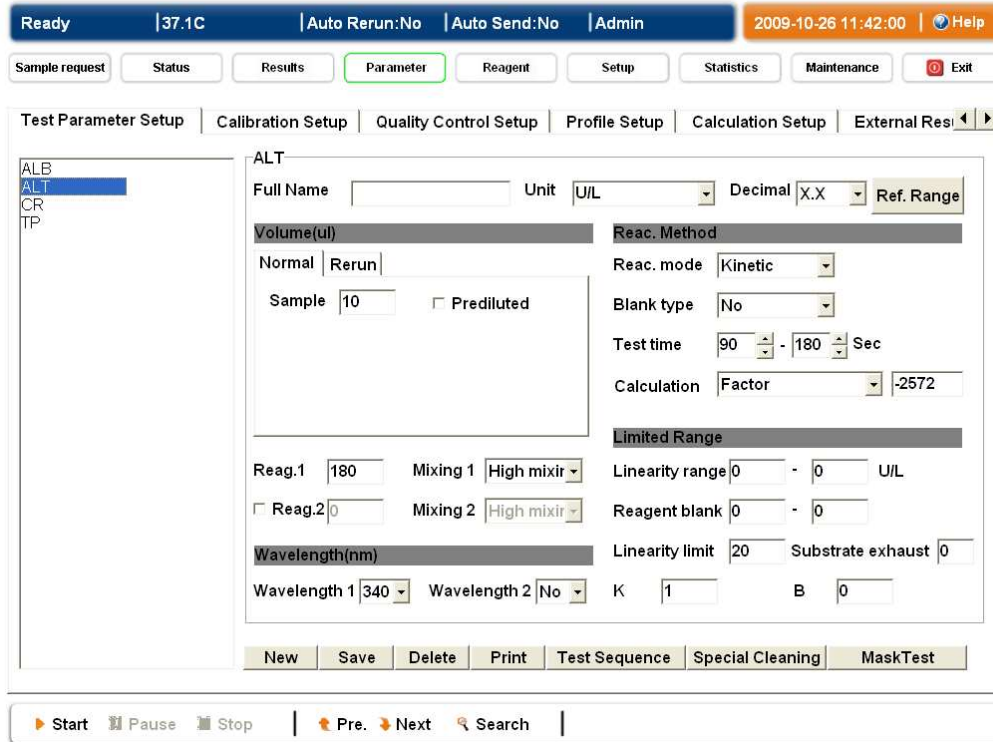 Ready |37.1C |Auto Rerun:No |Auto Send:No |Admin 2009-10-26 11:42:00 | Help
Sample request Status Results Parameter Reagent Setup Statistics Maintenance Exit
Test Parameter Setup Calibration Setup Quality Control Setup Profile Setup Calculation Setup External Res
ALB
ALT
CR
TP
ALT
Full Name Unit U/L Decimal X.X Ref. Range
Volume(ul)
Normal Rerun
Sample 10 Prediluted
Reag.1 180 Mixing 1 High mixir
Reag.2 0 Mixing 2 High mixir
Wavelength(nm)
Wavelength 1 340 Wavelength 2 No
Reac. Method
Reac. mode Kinetic
Blank type No
Test time 90 - 180 Sec
Calculation Factor -2572
Limited Range
Linearity range 0 - 0 U/L
Reagent blank 0 - 0
Linearity limit 20 Substrate exhaust 0
K 1 B 0
New Save Delete Print Test Sequence Special Cleaning MaskTest
Start Pause Stop | Pre. Next Search |